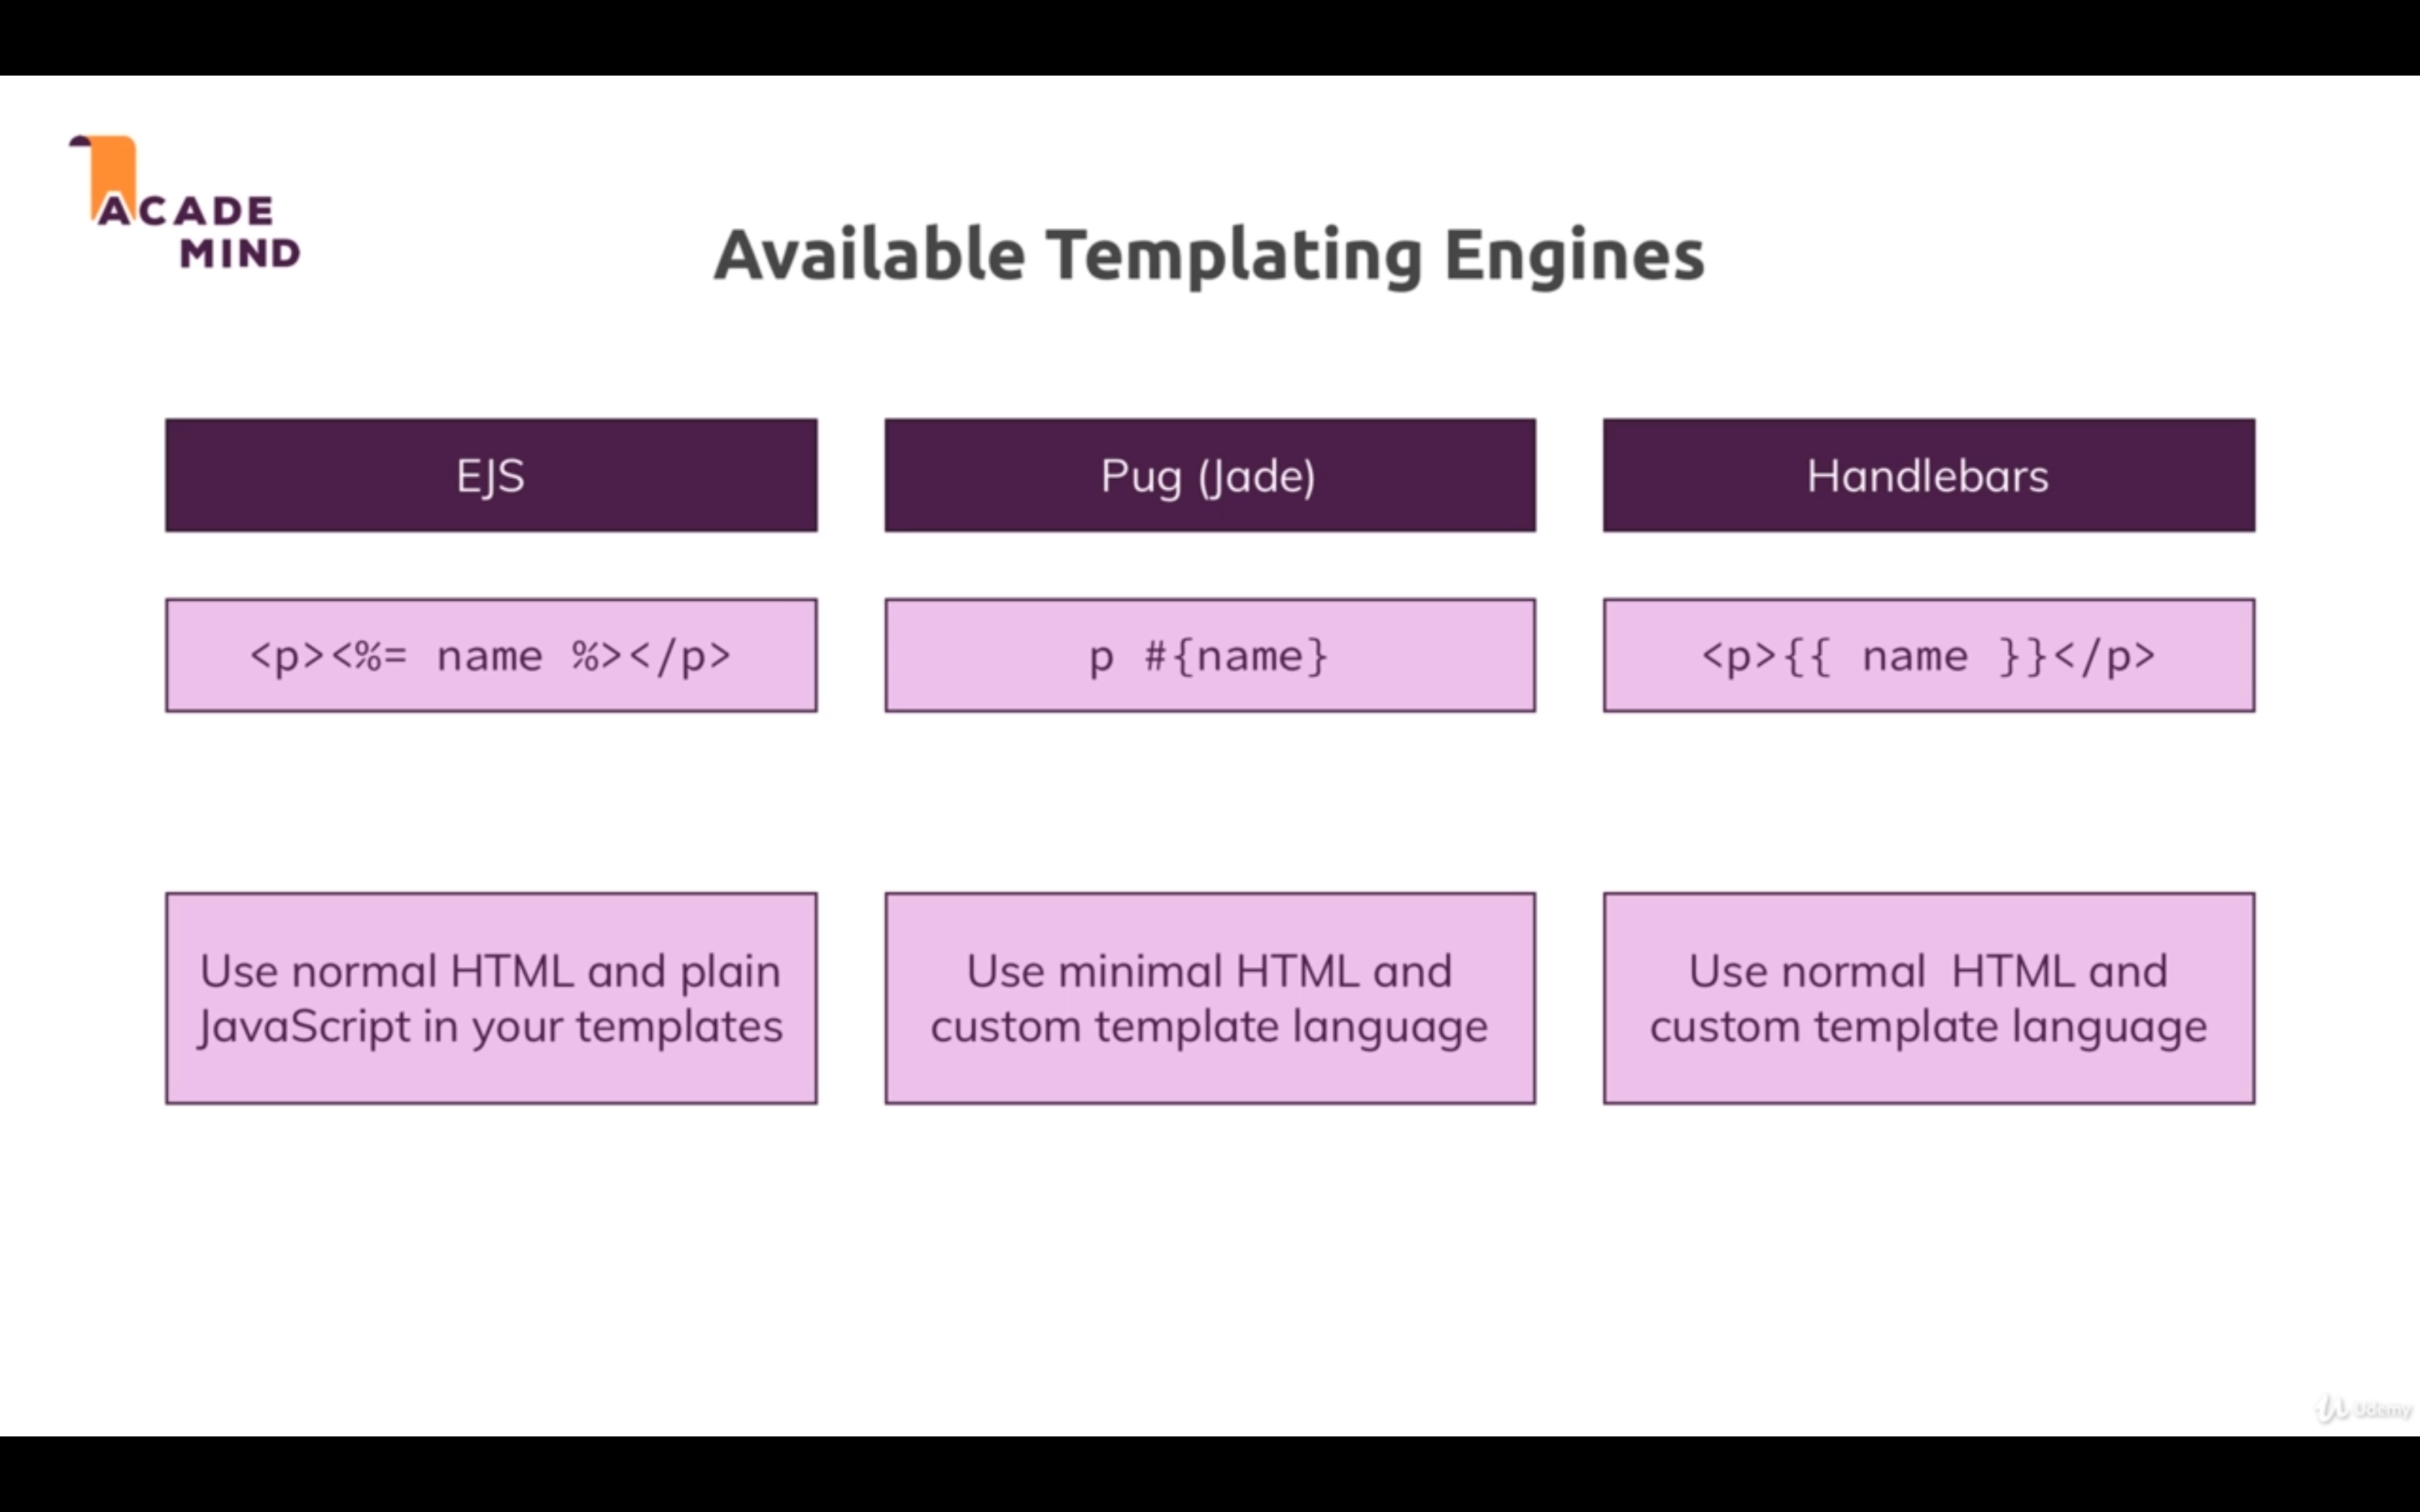 ACADE
MIND
Available Templating Engines
EJS
Pug (Jade)
Handlebars
<p><%= name %></p>
p #{name}
<p>{{ name }}</p>
Use normal HTML and plain
JavaScript in your templates
Use minimal HTML and
custom template language
Use normal  HTML and
custom template language
Udemy